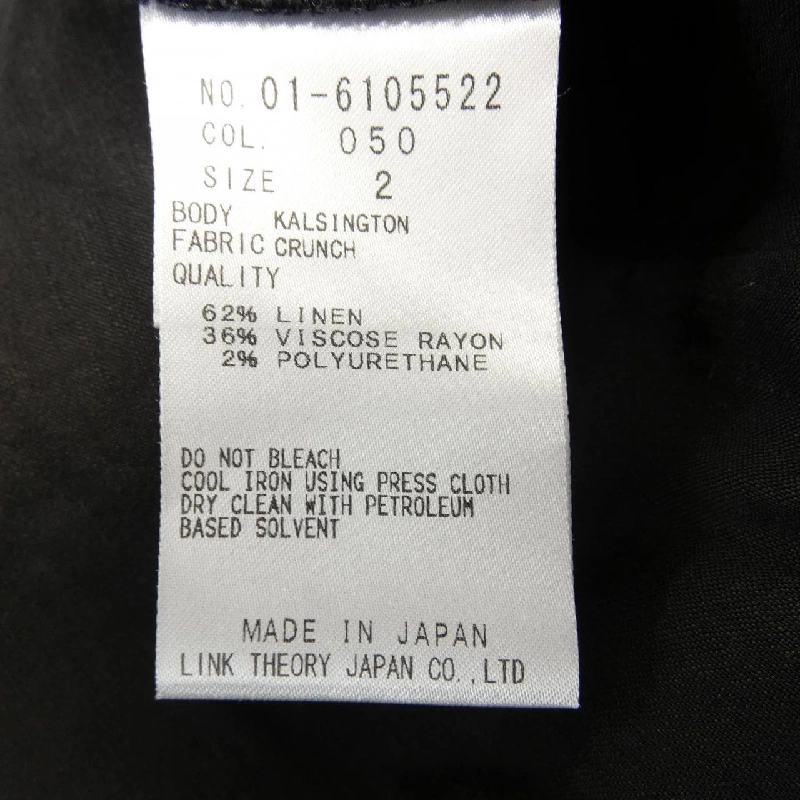 NO. 01-6105522
COL. 050
SIZE 2
BODY KALSINGTON
FABRIC CRUNCH
QUALITY
62% LINEN
36% VISCOSE RAYON
2% POLYURETHANE
DO NOT BLEACH
COOL IRON USING PRESS CLOTH
DRY CLEAN WITH PETROLEUM
BASED SOLVENT
MADE IN JAPAN
LINK THEORY JAPAN CO.,LTD